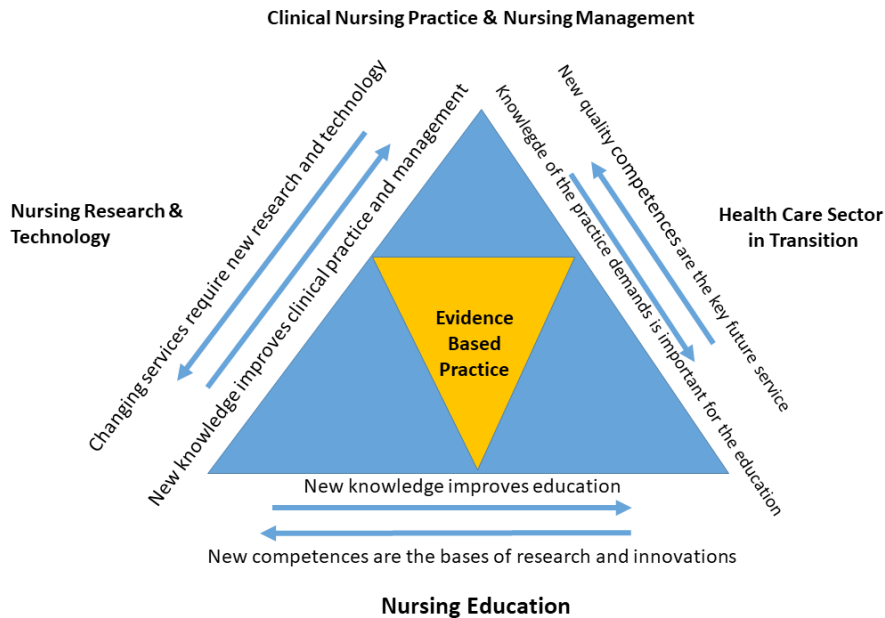 Clinical Nursing Practice & Nursing Management
Changing services require new research and technology
New knowledge improves clinical practice and management
Knowlegde of the practice demands is important for the education
New quality competences are the key future service
Nursing Research &
Technology
Health Care Sector
in Transition
Evidence
Based
Practice
New knowledge improves education
New competences are the bases of research and innovations
Nursing Education